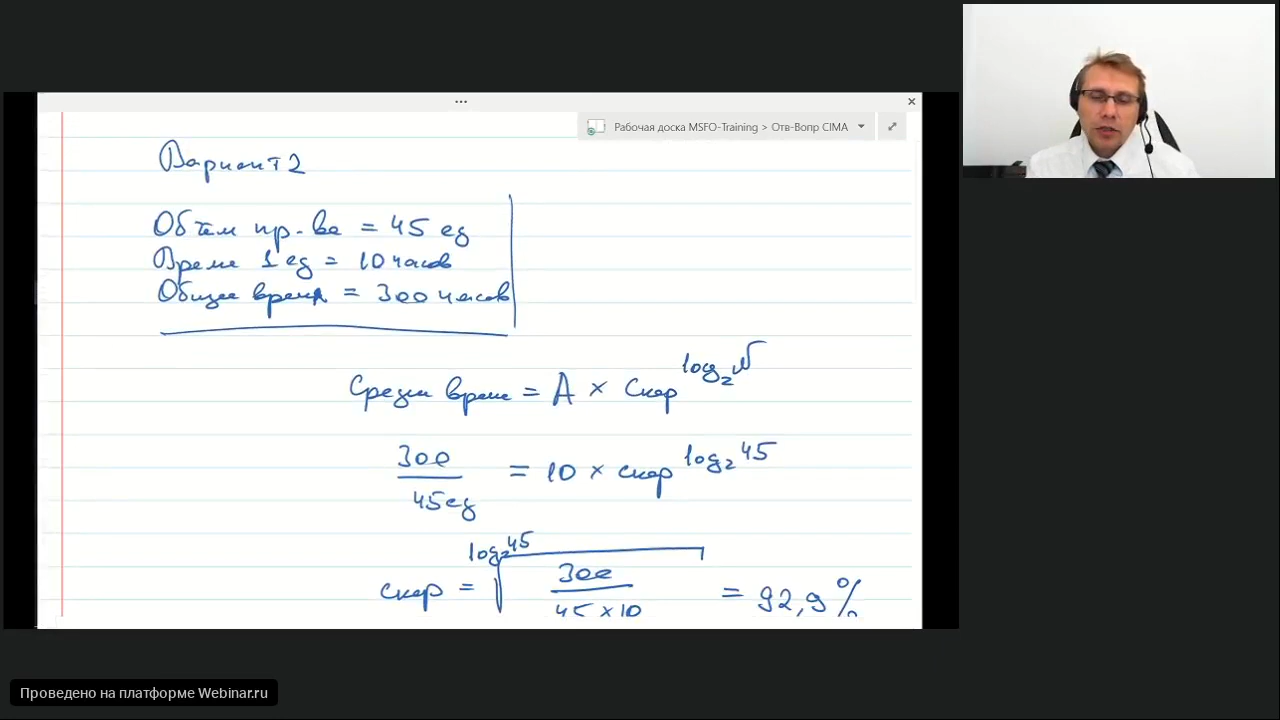 Рабочая доска MSFO-Training > Отв-Вопр CIMA
Вариант 2
Объем пр-ва = 45 ед
Время 1 ед = 10 часов
Общее время = 300 часов
Средн время = A × Скор^log₂N
300/45 ед = 10 × скор^log₂45
скор = ^log₂45√(300/(45 × 10)) = 92,9%
Проведено на платформе Webinar.ru